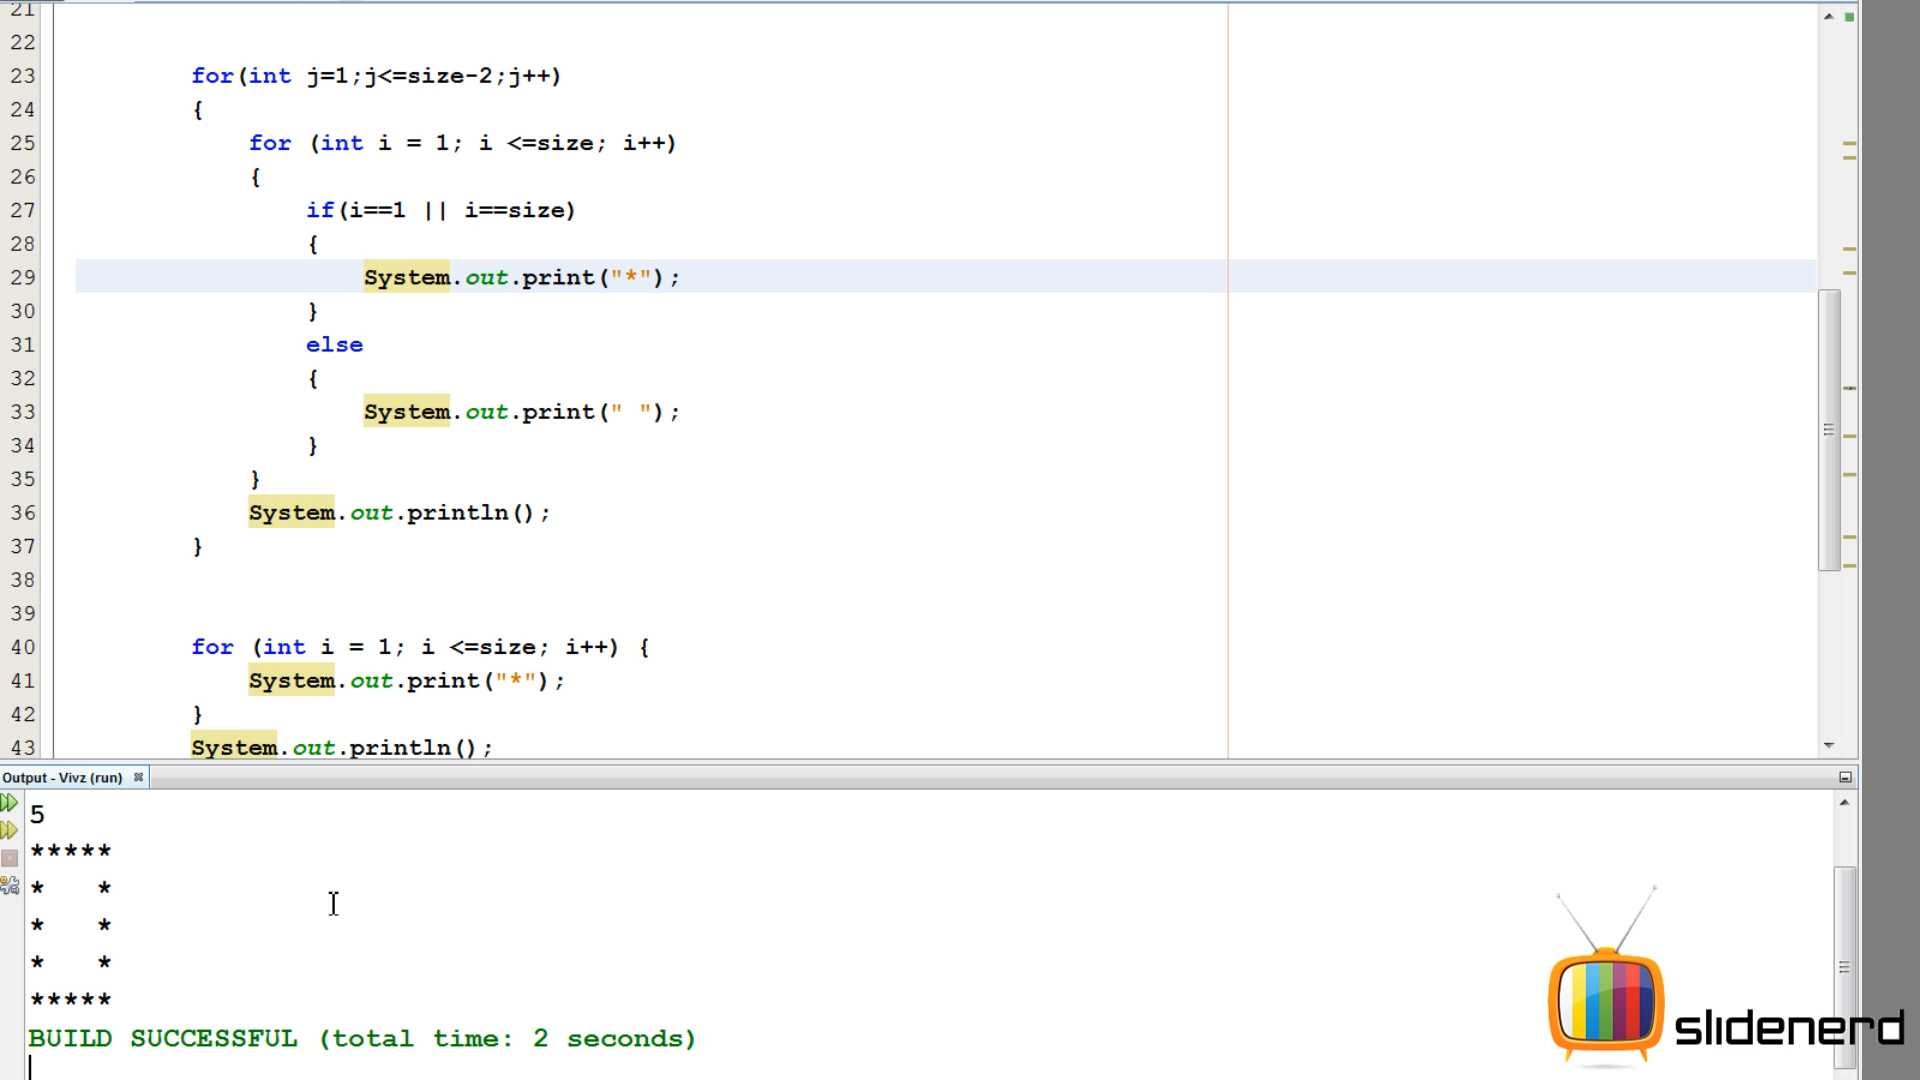 21
22
23 for(int j=1;j<=size-2;j++)
24 {
25 for (int i = 1; i <=size; i++)
26 {
27 if(i==1 || i==size)
28 {
29 System.out.print("*");
30 }
31 else
32 {
33 System.out.print(" ");
34 }
35 }
36 System.out.println();
37 }
38
39
40 for (int i = 1; i <=size; i++) {
41 System.out.print("*");
42 }
43 System.out.println();
Output - Vivz (run)
5
*****
*   *
*   *
*   *
*****
BUILD SUCCESSFUL (total time: 2 seconds)
slidenerd